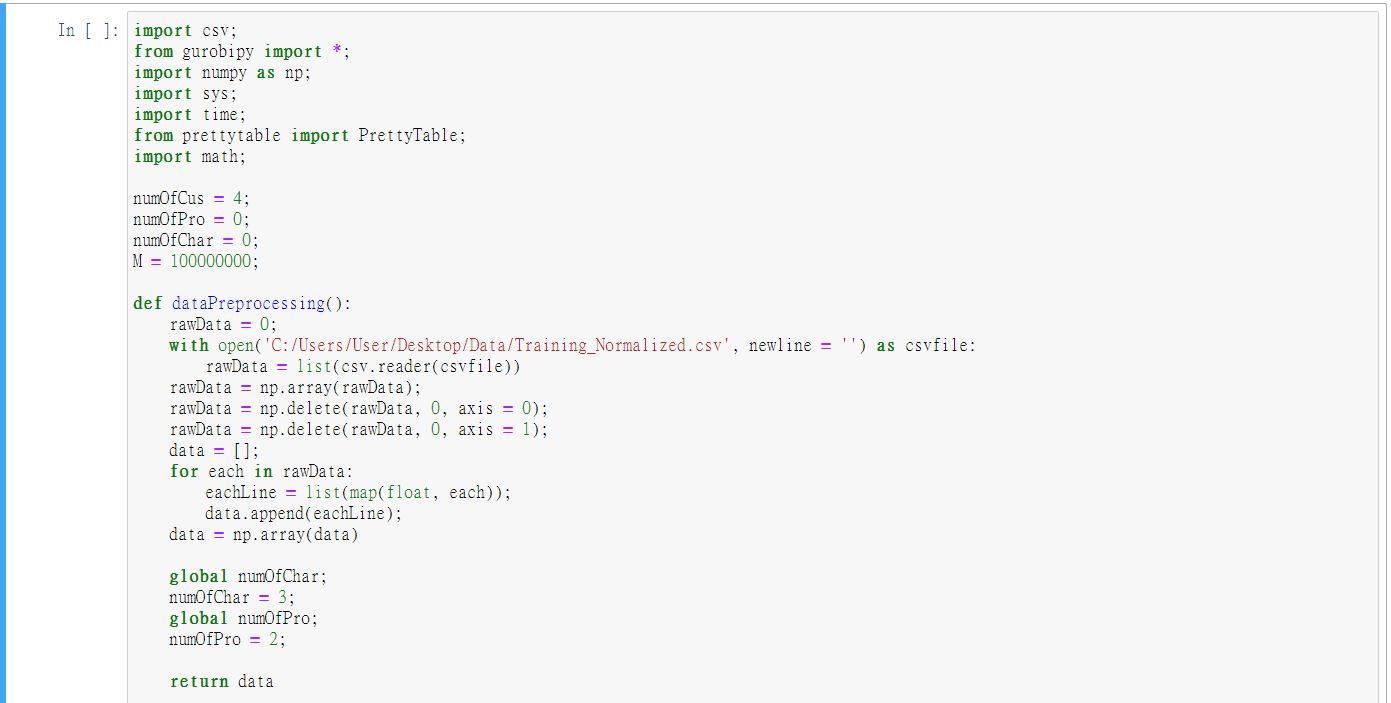 In [ ]: import csv;
from gurobipy import *;
import numpy as np;
import sys;
import time;
from prettytable import PrettyTable;
import math;

numOfCus = 4;
numOfPro = 0;
numOfChar = 0;
M = 100000000;

def dataPreprocessing():
    rawData = 0;
    with open('C:/Users/User/Desktop/Data/Training_Normalized.csv', newline = '') as csvfile:
        rawData = list(csv.reader(csvfile))
    rawData = np.array(rawData);
    rawData = np.delete(rawData, 0, axis = 0);
    rawData = np.delete(rawData, 0, axis = 1);
    data = [];
    for each in rawData:
        eachLine = list(map(float, each));
        data.append(eachLine);
    data = np.array(data)

    global numOfChar;
    numOfChar = 3;
    global numOfPro;
    numOfPro = 2;

    return data